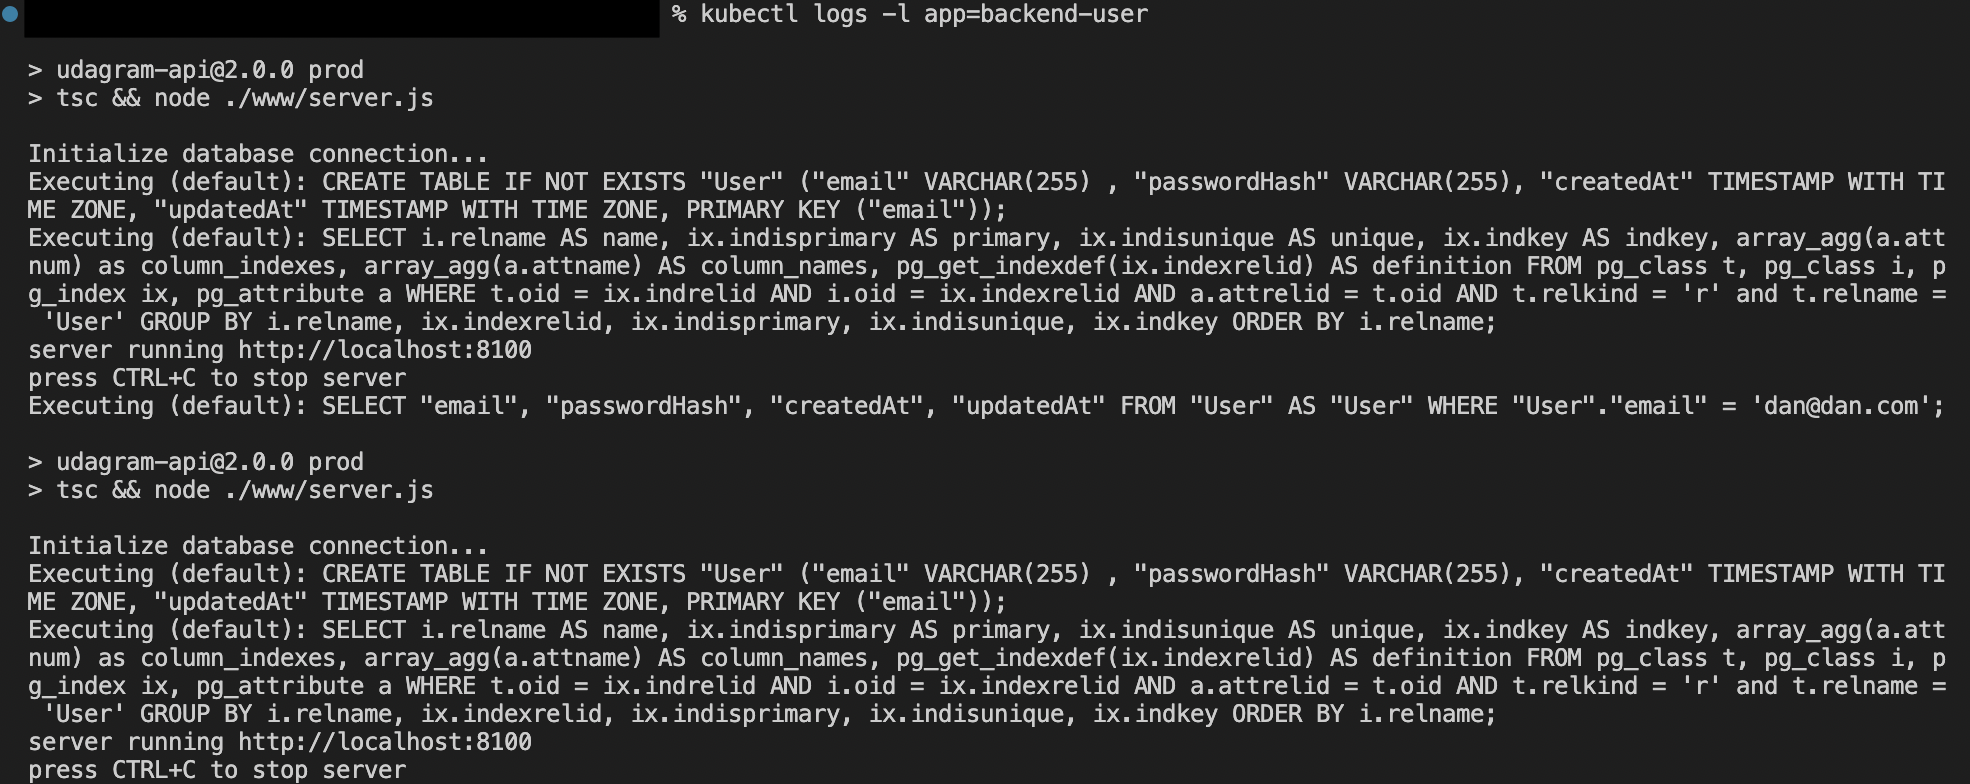 % kubectl logs -l app=backend-user
> udagram-api@2.0.0 prod
> tsc && node ./www/server.js
Initialize database connection...
Executing (default): CREATE TABLE IF NOT EXISTS "User" ("email" VARCHAR(255) , "passwordHash" VARCHAR(255), "createdAt" TIMESTAMP WITH TI
ME ZONE, "updatedAt" TIMESTAMP WITH TIME ZONE, PRIMARY KEY ("email"));
Executing (default): SELECT i.relname AS name, ix.indisprimary AS primary, ix.indisunique AS unique, ix.indkey AS indkey, array_agg(a.att
num) as column_indexes, array_agg(a.attname) AS column_names, pg_get_indexdef(ix.indexrelid) AS definition FROM pg_class t, pg_class i, p
g_index ix, pg_attribute a WHERE t.oid = ix.indrelid AND i.oid = ix.indexrelid AND a.attrelid = t.oid AND t.relkind = 'r' and t.relname =
 'User' GROUP BY i.relname, ix.indexrelid, ix.indisprimary, ix.indisunique, ix.indkey ORDER BY i.relname;
server running http://localhost:8100
press CTRL+C to stop server
Executing (default): SELECT "email", "passwordHash", "createdAt", "updatedAt" FROM "User" AS "User" WHERE "User"."email" = 'dan@dan.com';
> udagram-api@2.0.0 prod
> tsc && node ./www/server.js
Initialize database connection...
Executing (default): CREATE TABLE IF NOT EXISTS "User" ("email" VARCHAR(255) , "passwordHash" VARCHAR(255), "createdAt" TIMESTAMP WITH TI
ME ZONE, "updatedAt" TIMESTAMP WITH TIME ZONE, PRIMARY KEY ("email"));
Executing (default): SELECT i.relname AS name, ix.indisprimary AS primary, ix.indisunique AS unique, ix.indkey AS indkey, array_agg(a.att
num) as column_indexes, array_agg(a.attname) AS column_names, pg_get_indexdef(ix.indexrelid) AS definition FROM pg_class t, pg_class i, p
g_index ix, pg_attribute a WHERE t.oid = ix.indrelid AND i.oid = ix.indexrelid AND a.attrelid = t.oid AND t.relkind = 'r' and t.relname =
 'User' GROUP BY i.relname, ix.indexrelid, ix.indisprimary, ix.indisunique, ix.indkey ORDER BY i.relname;
server running http://localhost:8100
press CTRL+C to stop server